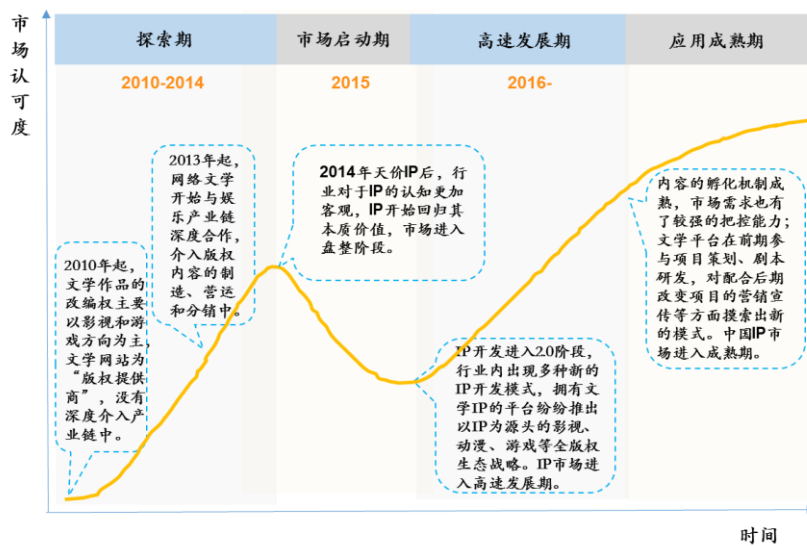 市场认可度
探索期
市场启动期
高速发展期
应用成熟期
2010-2014
2015
2016-
2010年起，
文学作品的
改编权主要
以影视和游
戏方向为主，
文学网站为
“版权提供
商”，没有
深度介入产
业链中。
2013年起，
网络文学
开始与娱
乐产业链
深度合作，
介入版权
内容的制
造、营运
和分销中。
2014年天价IP后，行
业对于IP的认知更加
客观，IP开始回归其
本质价值，市场进入
盘整阶段。
IP开发进入2.0阶段，
行业内出现多种新的
IP开发模式，拥有文
学IP的平台纷纷推出
以IP为源头的影视、
动漫、游戏等全版权
生态战略。IP市场进
入高速发展期。
内容的孵化机制成
熟，市场需求也有
了较强的把控能力；
文学平台在前期参
与项目策划、剧本
研发，对配合后期
改变项目的营销宣
传等方面摸索出新
的模式。中国IP市
场进入成熟期。
时间